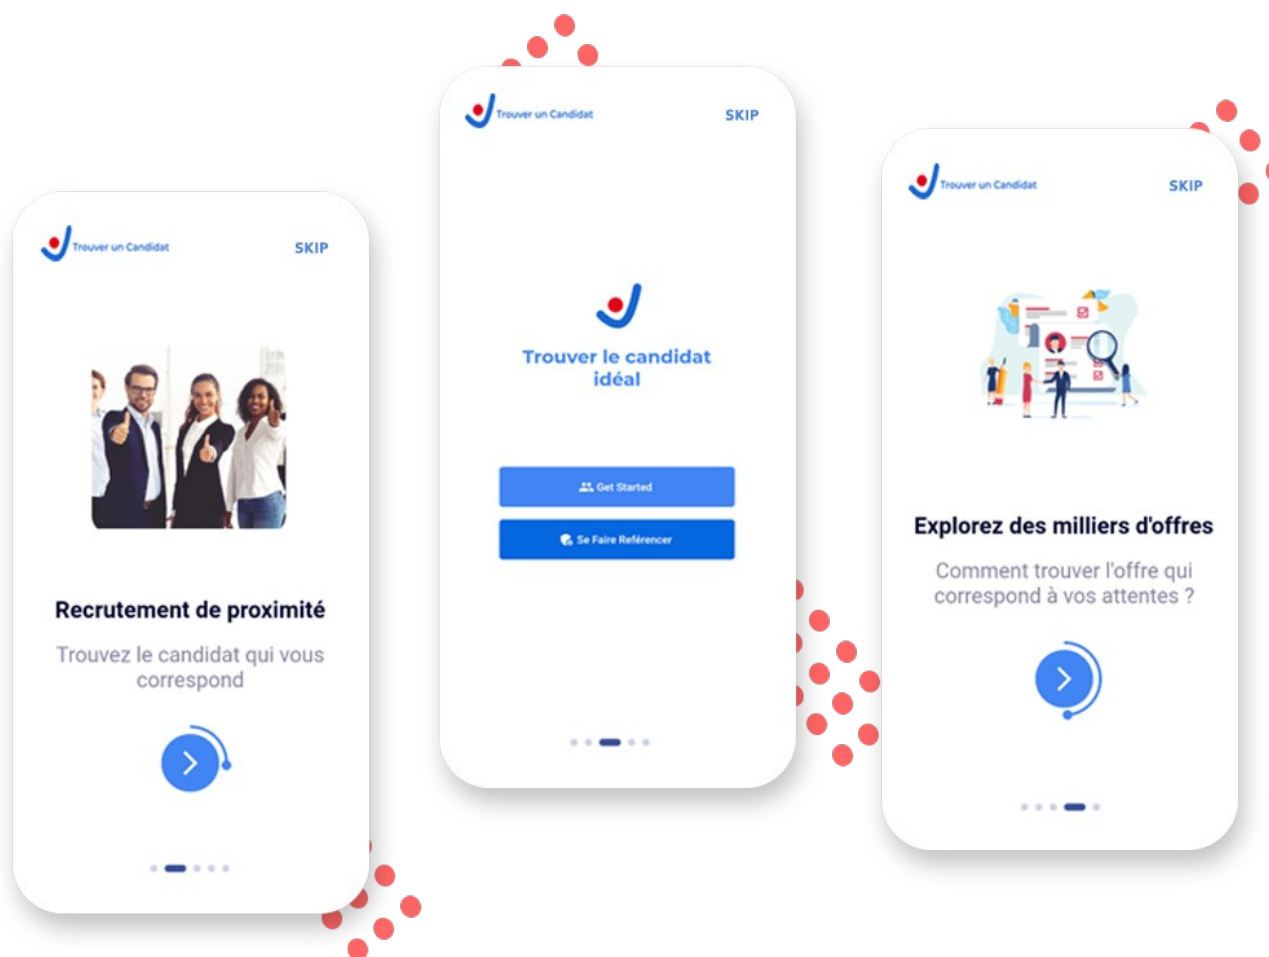 Trouver un Candidat
SKIP
Recrutement de proximité
Trouvez le candidat qui vous
correspond
Trouver un Candidat
SKIP
Trouver le candidat
idéal
Get Started
Se Faire Reférencer
Trouver un Candidat
SKIP
Explorez des milliers d'offres
Comment trouver l'offre qui
correspond à vos attentes ?